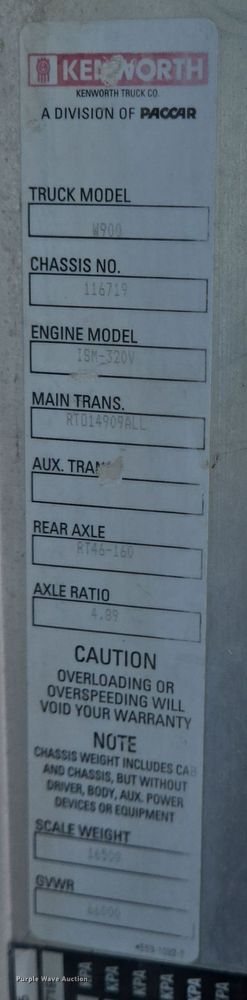 KENWORTH
KENWORTH TRUCK CO.
A DIVISION OF PACCAR
TRUCK MODEL
W900
CHASSIS NO.
116719
ENGINE MODEL
ISM-320V
MAIN TRANS.
RTO14909ALL
AUX. TRANS.
REAR AXLE
RT46-160
AXLE RATIO
4.89
CAUTION
OVERLOADING OR
OVERSPEEDING WILL
VOID YOUR WARRANTY
NOTE
CHASSIS WEIGHT INCLUDES CAB
AND CHASSIS, BUT WITHOUT
DRIVER, BODY, AUX. POWER
DEVICES OR EQUIPMENT
SCALE WEIGHT
16500
GVWR
66000
KPA KPA KPA KPA
Purple Wave Auction